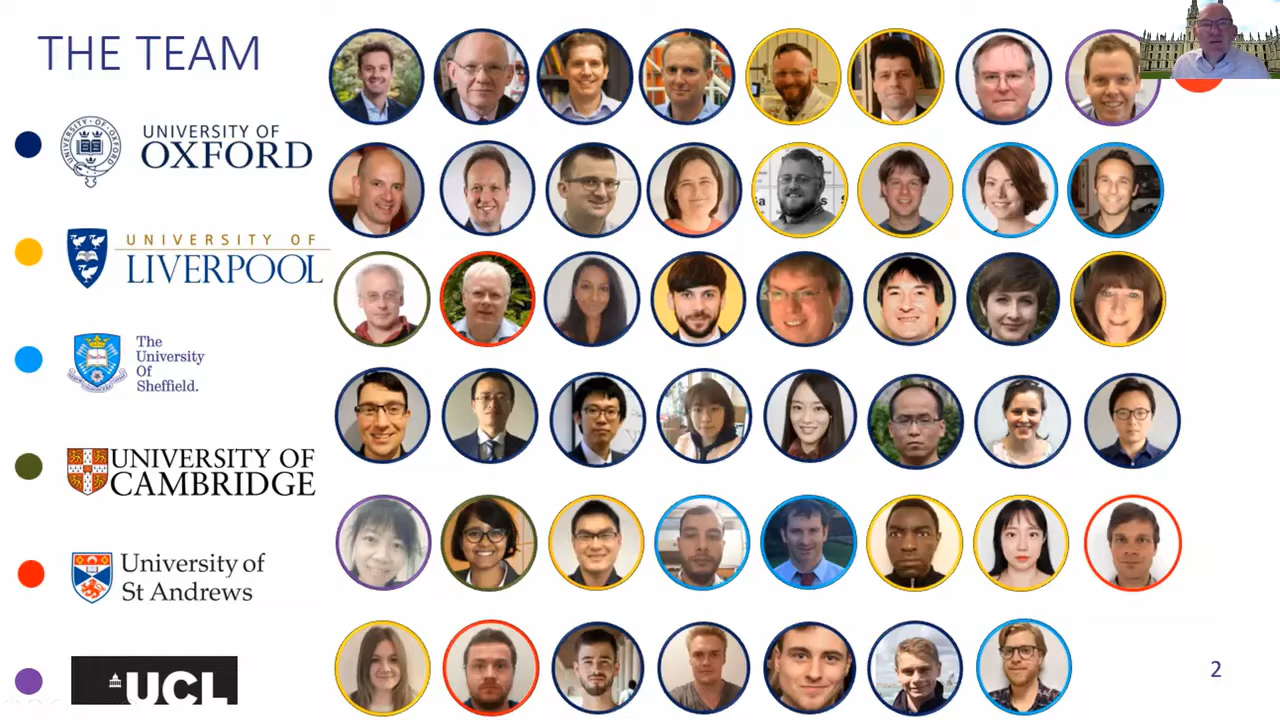 THE TEAM
UNIVERSITY OF
OXFORD
UNIVERSITY OF
LIVERPOOL
The
University
Of
Sheffield.
UNIVERSITY OF
CAMBRIDGE
University of
St Andrews
UCL
2